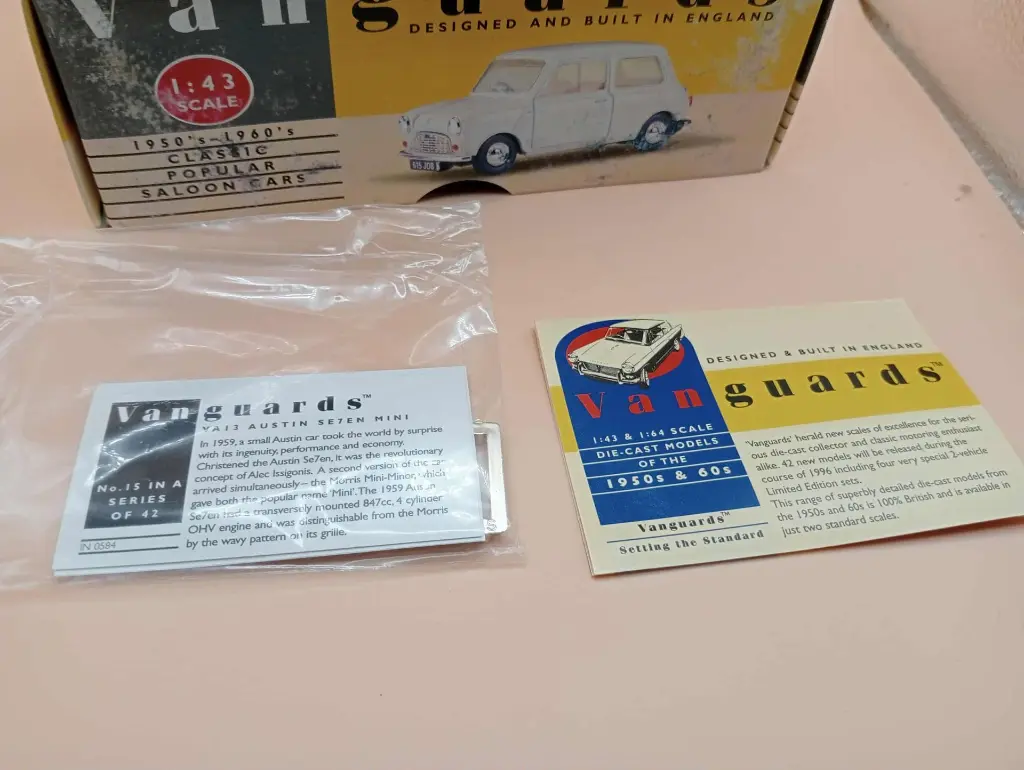 Vanguards
DESIGNED AND BUILT IN ENGLAND
1:43
SCALE
1950's-1960's
CLASSIC
POPULAR
SALOON CARS
Vanguards™
VA13 AUSTIN SE7EN MINI
In 1959, a small Austin car took the world by surprise
with its ingenuity, performance and economy.
Christened the Austin Se7en, it was the revolutionary
concept of Alec Issigonis. A second version of the car
arrived simultaneously – the Morris Mini-Minor, which
gave both the popular name 'Mini'. The 1959 Austin
Se7en had a transversely mounted 847cc, 4 cylinder
OHV engine and was distinguishable from the Morris
by the wavy pattern on its grille.
No.15 IN A
SERIES
OF 42
IN 0584
DESIGNED & BUILT IN ENGLAND
Vanguards™
1:43 & 1:64 SCALE
DIE-CAST MODELS
OF THE
1950s & 60s
Vanguards™
Setting the Standard
'Vanguards' herald new scales of excellence for the seri-
ous die-cast collector and classic motoring enthusiast
alike. 42 new models will be released during the
course of 1996 including four very special 2-vehicle
Limited Edition sets.
This range of superbly detailed die-cast models from
the 1950s and 60s is 100% British and is available in
just two standard scales.